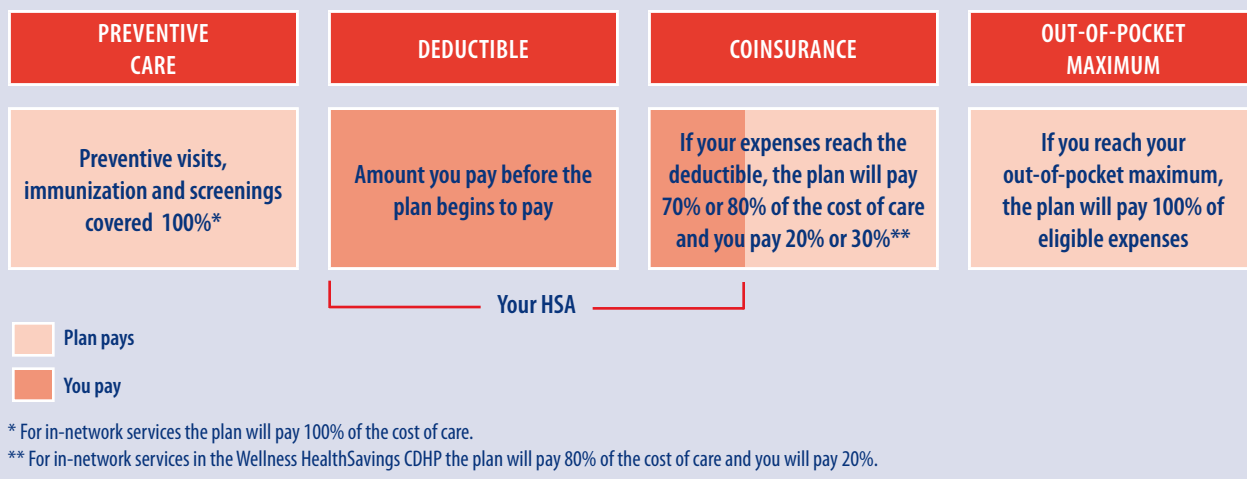 PREVENTIVE
CARE
DEDUCTIBLE
COINSURANCE
OUT-OF-POCKET
MAXIMUM
Preventive visits,
immunization and screenings
covered 100%*
Amount you pay before the
plan begins to pay
If your expenses reach the
deductible, the plan will pay
70% or 80% of the cost of care
and you pay 20% or 30%**
If you reach your
out-of-pocket maximum,
the plan will pay 100% of
eligible expenses
Your HSA
Plan pays
You pay
* For in-network services the plan will pay 100% of the cost of care.
** For in-network services in the Wellness HealthSavings CDHP the plan will pay 80% of the cost of care and you will pay 20%.